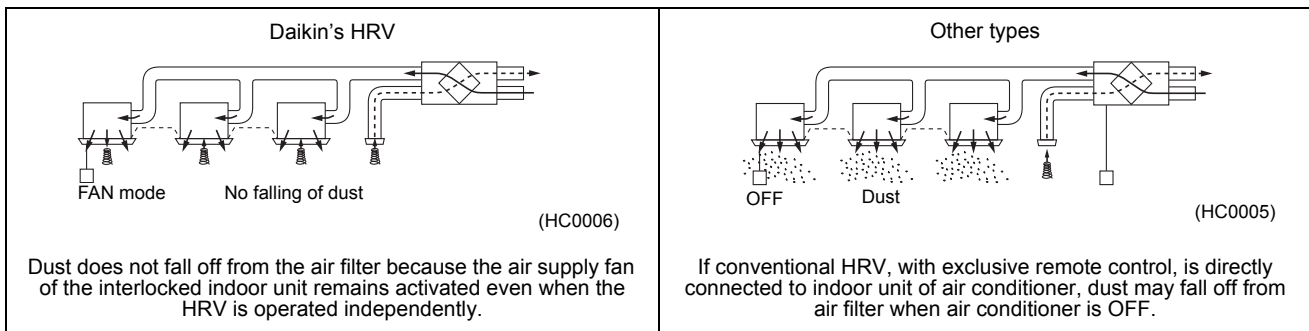 Daikin's HRV
FAN mode
No falling of dust
(HC0006)
Dust does not fall off from the air filter because the air supply fan
of the interlocked indoor unit remains activated even when the
HRV is operated independently.
Other types
OFF
Dust
(HC0005)
If conventional HRV, with exclusive remote control, is directly
connected to indoor unit of air conditioner, dust may fall off from
air filter when air conditioner is OFF.